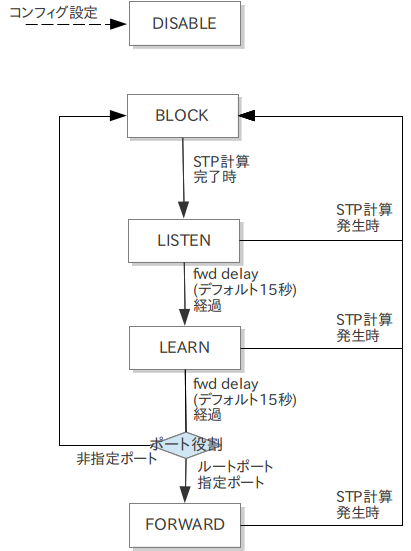 コンフィグ設定
DISABLE
BLOCK
STP計算
完了時
STP計算
発生時
LISTEN
fwd delay
(デフォルト15秒)
経過
STP計算
発生時
LEARN
fwd delay
(デフォルト15秒)
経過
ポート役割
非指定ポート
ルートポート
指定ポート
STP計算
発生時
FORWARD